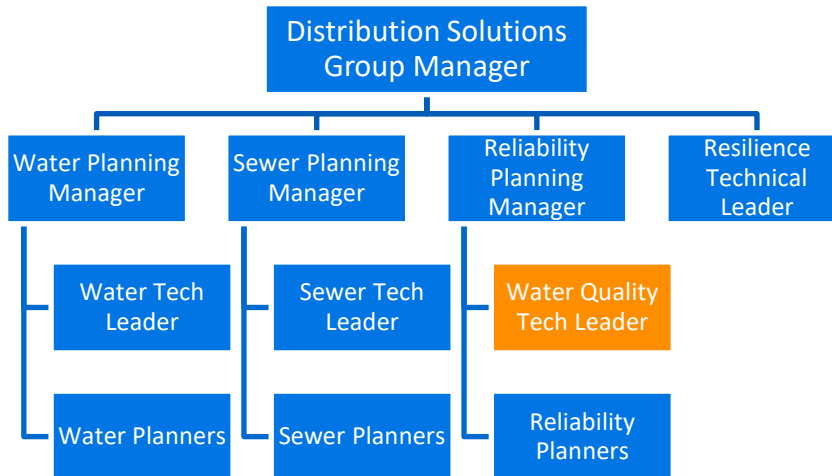 Distribution Solutions
Group Manager
Water Planning
Manager
Sewer Planning
Manager
Reliability
Planning
Manager
Resilience
Technical
Leader
Water Tech
Leader
Sewer Tech
Leader
Water Quality
Tech Leader
Water Planners
Sewer Planners
Reliability
Planners